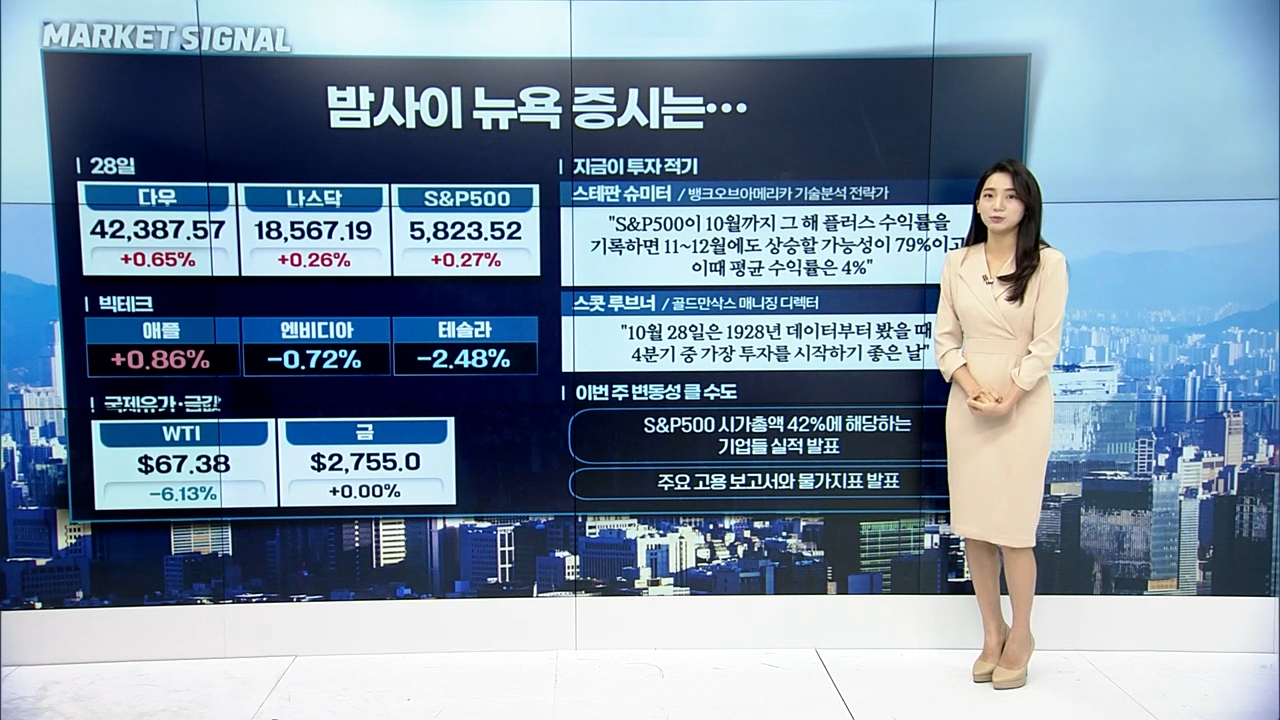 MARKET SIGNAL
밤사이 뉴욕 증시는…
28일
다우 나스닥 S&P500
42,387.57 18,567.19 5,823.52
+0.65% +0.26% +0.27%
빅테크
애플 엔비디아 테슬라
+0.86% -0.72% -2.48%
국제유가·금값
WTI 금
$67.38 $2,755.0
-6.13% +0.00%
지금이 투자 적기
스테판 슈미터 / 뱅크오브아메리카 기술분석 전략가
"S&P500이 10월까지 그 해 플러스 수익률을
기록하면 11~12월에도 상승할 가능성이 79%이고
이때 평균 수익률은 4%"
스콧 루브너 / 골드만삭스 매니징 디렉터
"10월 28일은 1928년 데이터부터 봤을 때
4분기 중 가장 투자를 시작하기 좋은 날"
이번 주 변동성 클 수도
S&P500 시가총액 42%에 해당하는
기업들 실적 발표
주요 고용 보고서와 물가지표 발표